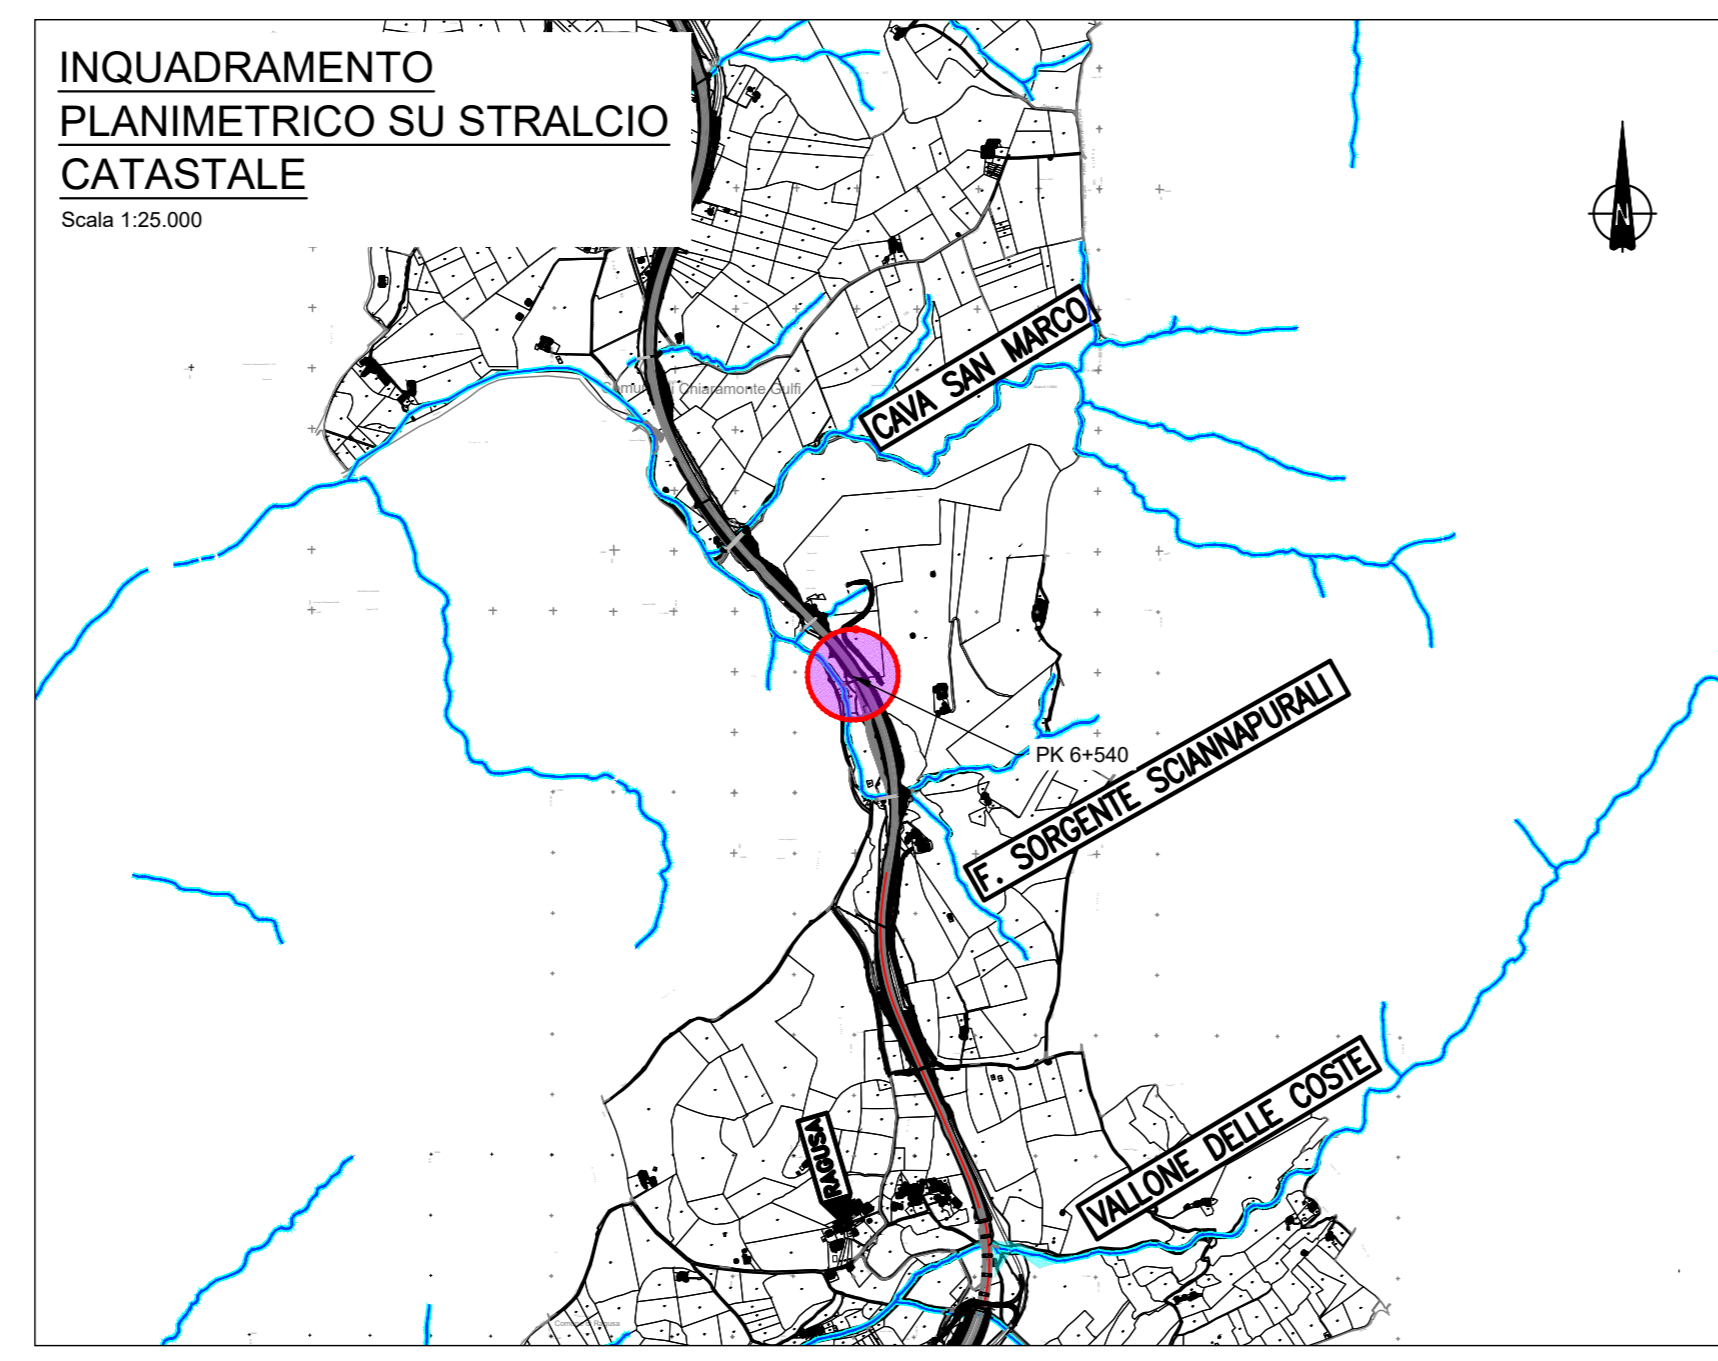 INQUADRAMENTO
PLANIMETRICO SU STRALCIO
CATASTALE
Scala 1:25.000
N
CAVA SAN MARCO
Chiaramonte Gulfi
F. SORGENTE SCIANNAPURALI
PK 6+540
VALLONE DELLE COSTE
RAGUSA
Ragusa